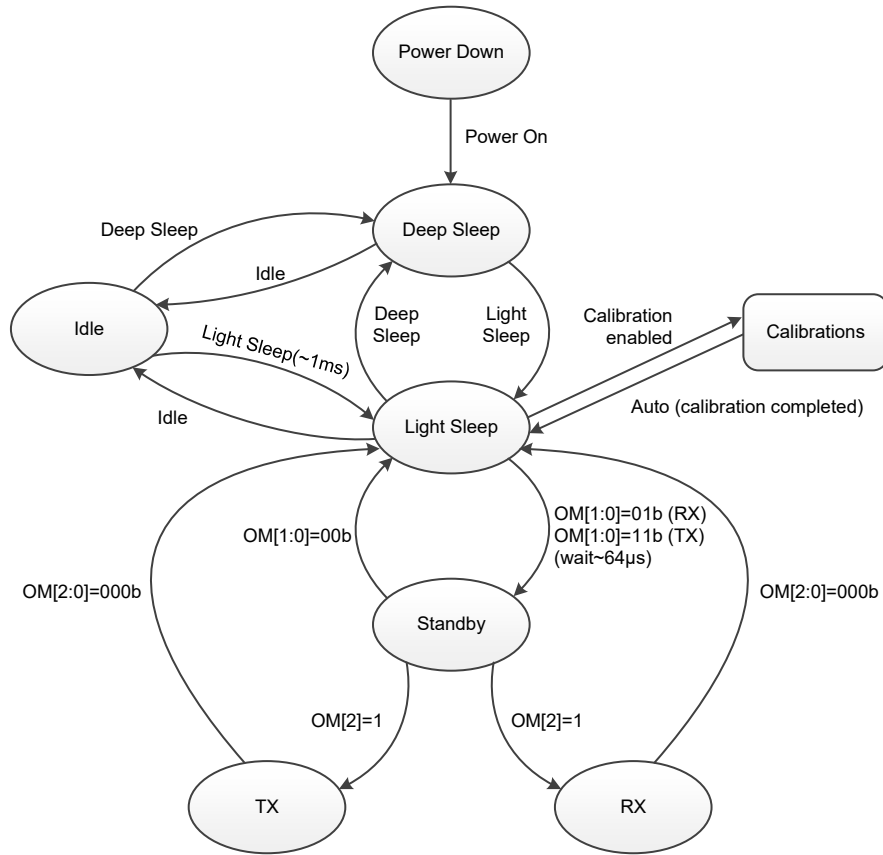 Power Down
Power On
Deep Sleep
Deep Sleep
Idle
Idle
Deep
Sleep
Light
Sleep
Calibration
enabled
Calibrations
Light Sleep(~1ms)
Idle
Light Sleep
Auto (calibration completed)
OM[1:0]=00b
OM[1:0]=01b (RX)
OM[1:0]=11b (TX)
(wait~64µs)
OM[2:0]=000b
OM[2:0]=000b
Standby
OM[2]=1
OM[2]=1
TX
RX